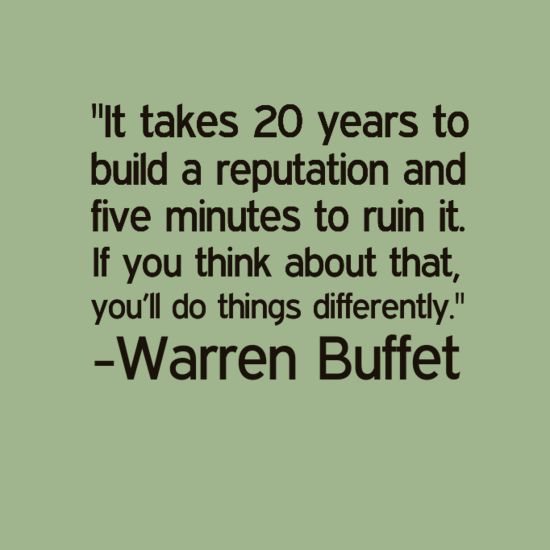 "It takes 20 years to
build a reputation and
five minutes to ruin it.
If you think about that,
you'll do things differently."
-Warren Buffet